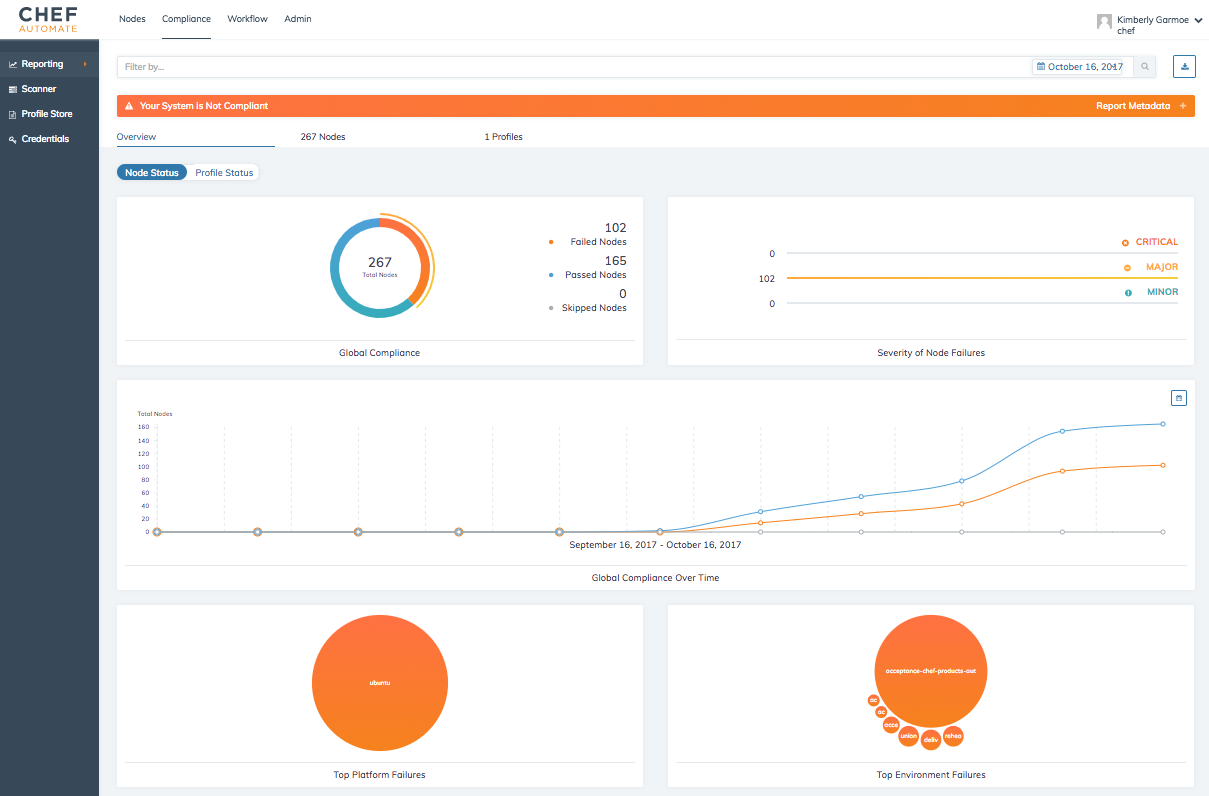 CHEF
AUTOMATE
Nodes Compliance Workflow Admin
Kimberly Garmoe
chef
Reporting
Scanner
Profile Store
Credentials
Filter by...
October 16, 2017
Your System is Not Compliant
Report Metadata +
Overview 267 Nodes 1 Profiles
Node Status Profile Status
267
Total Nodes
102
Failed Nodes
165
Passed Nodes
0
Skipped Nodes
Global Compliance
CRITICAL
0
MAJOR
102
MINOR
0
Severity of Node Failures
Total Nodes
160
140
120
100
80
60
40
20
0
September 16, 2017 - October 16, 2017
Global Compliance Over Time
ubuntu
Top Platform Failures
acceptance-chef-products-aut
ac
ac
acce
union
deliv
rehea
Top Environment Failures